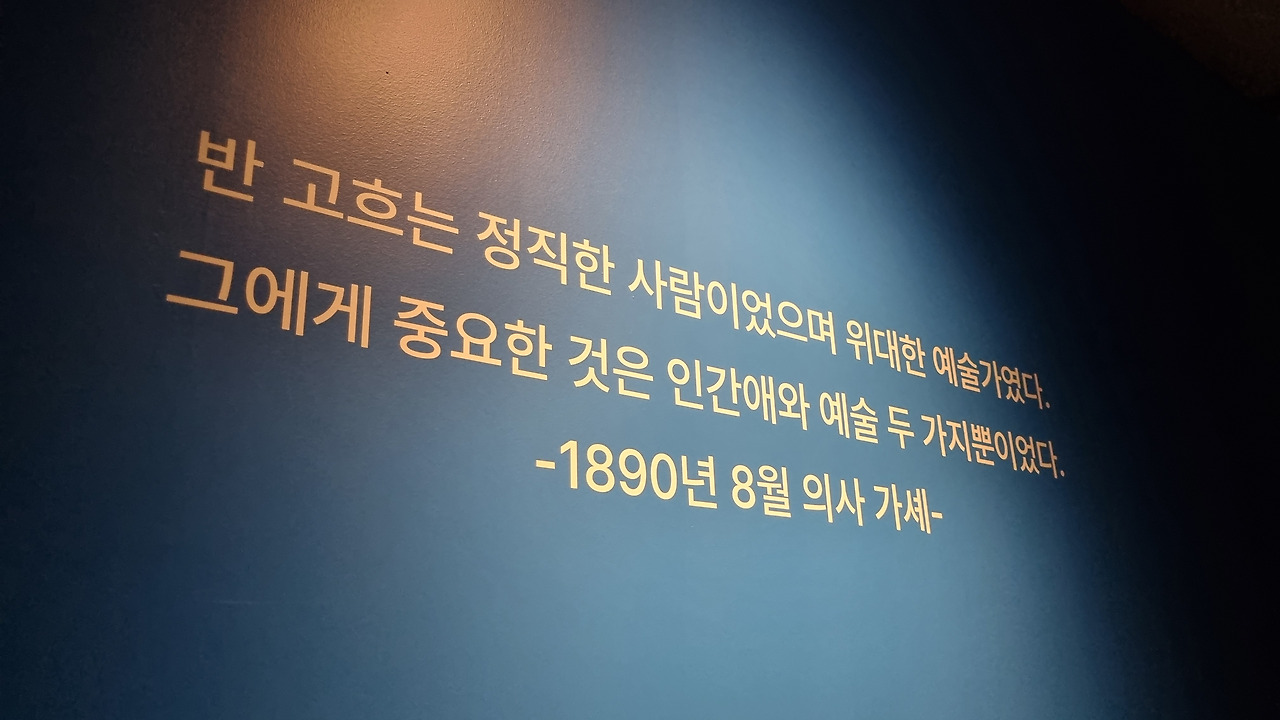 반 고흐는 정직한 사람이었으며 위대한 예술가였다.
그에게 중요한 것은 인간애와 예술 두 가지뿐이었다.
-1890년 8월 의사 가셰-